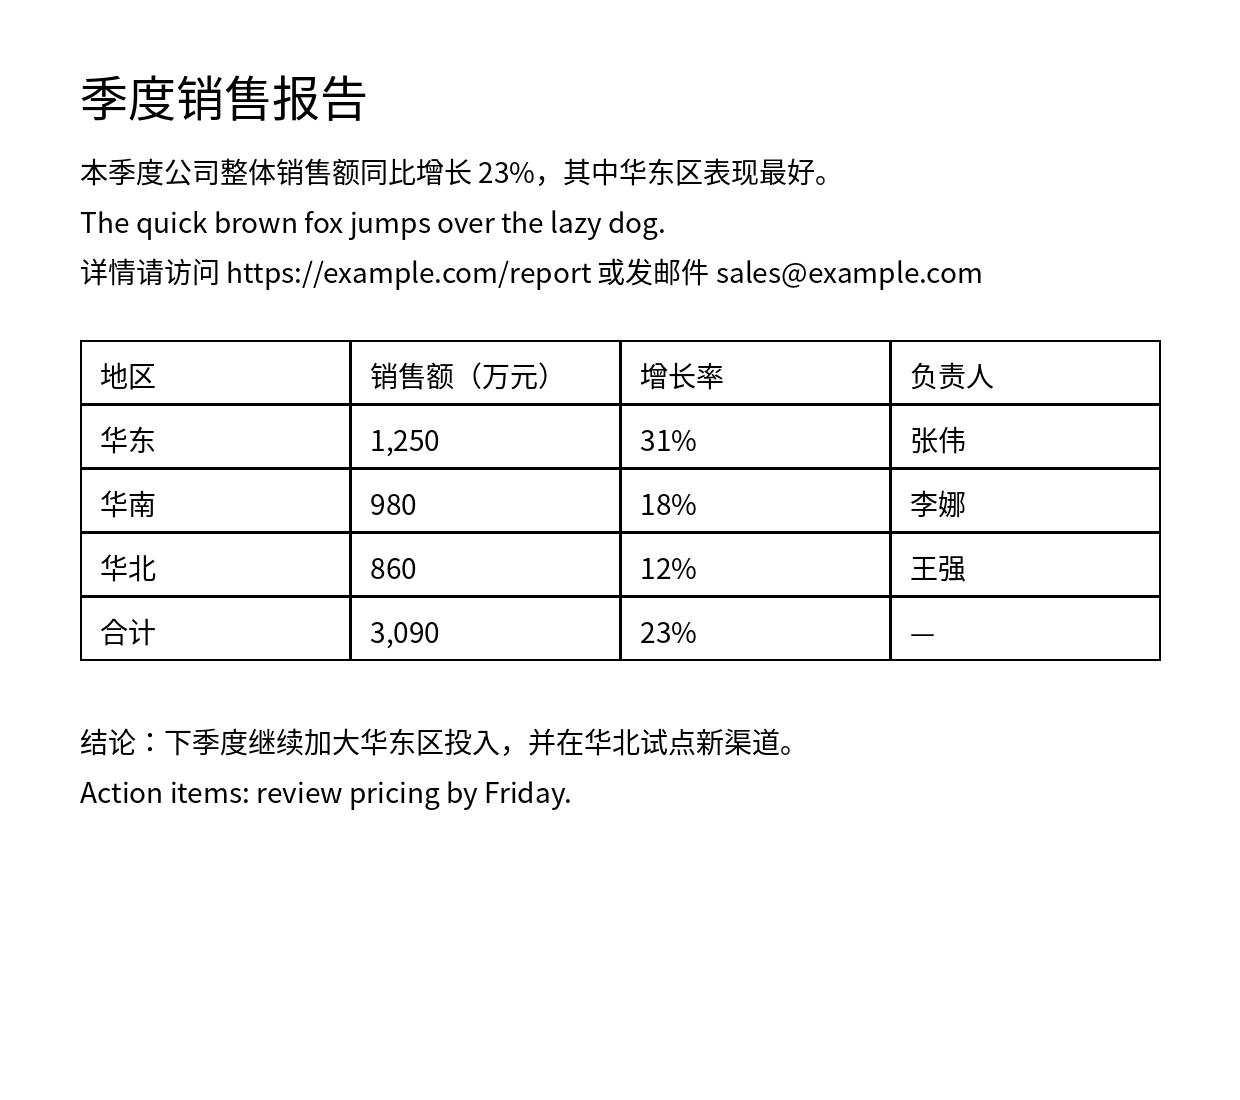 季度销售报告
本季度公司整体销售额同比增长 23%，其中华东区表现最好。
The quick brown fox jumps over the lazy dog.
详情请访问 https://example.com/report 或发邮件 sales@example.com
地区 销售额（万元） 增长率 负责人
华东 1,250 31% 张伟
华南 980 18% 李娜
华北 860 12% 王强
合计 3,090 23% —
结论：下季度继续加大华东区投入，并在华北试点新渠道。
Action items: review pricing by Friday.